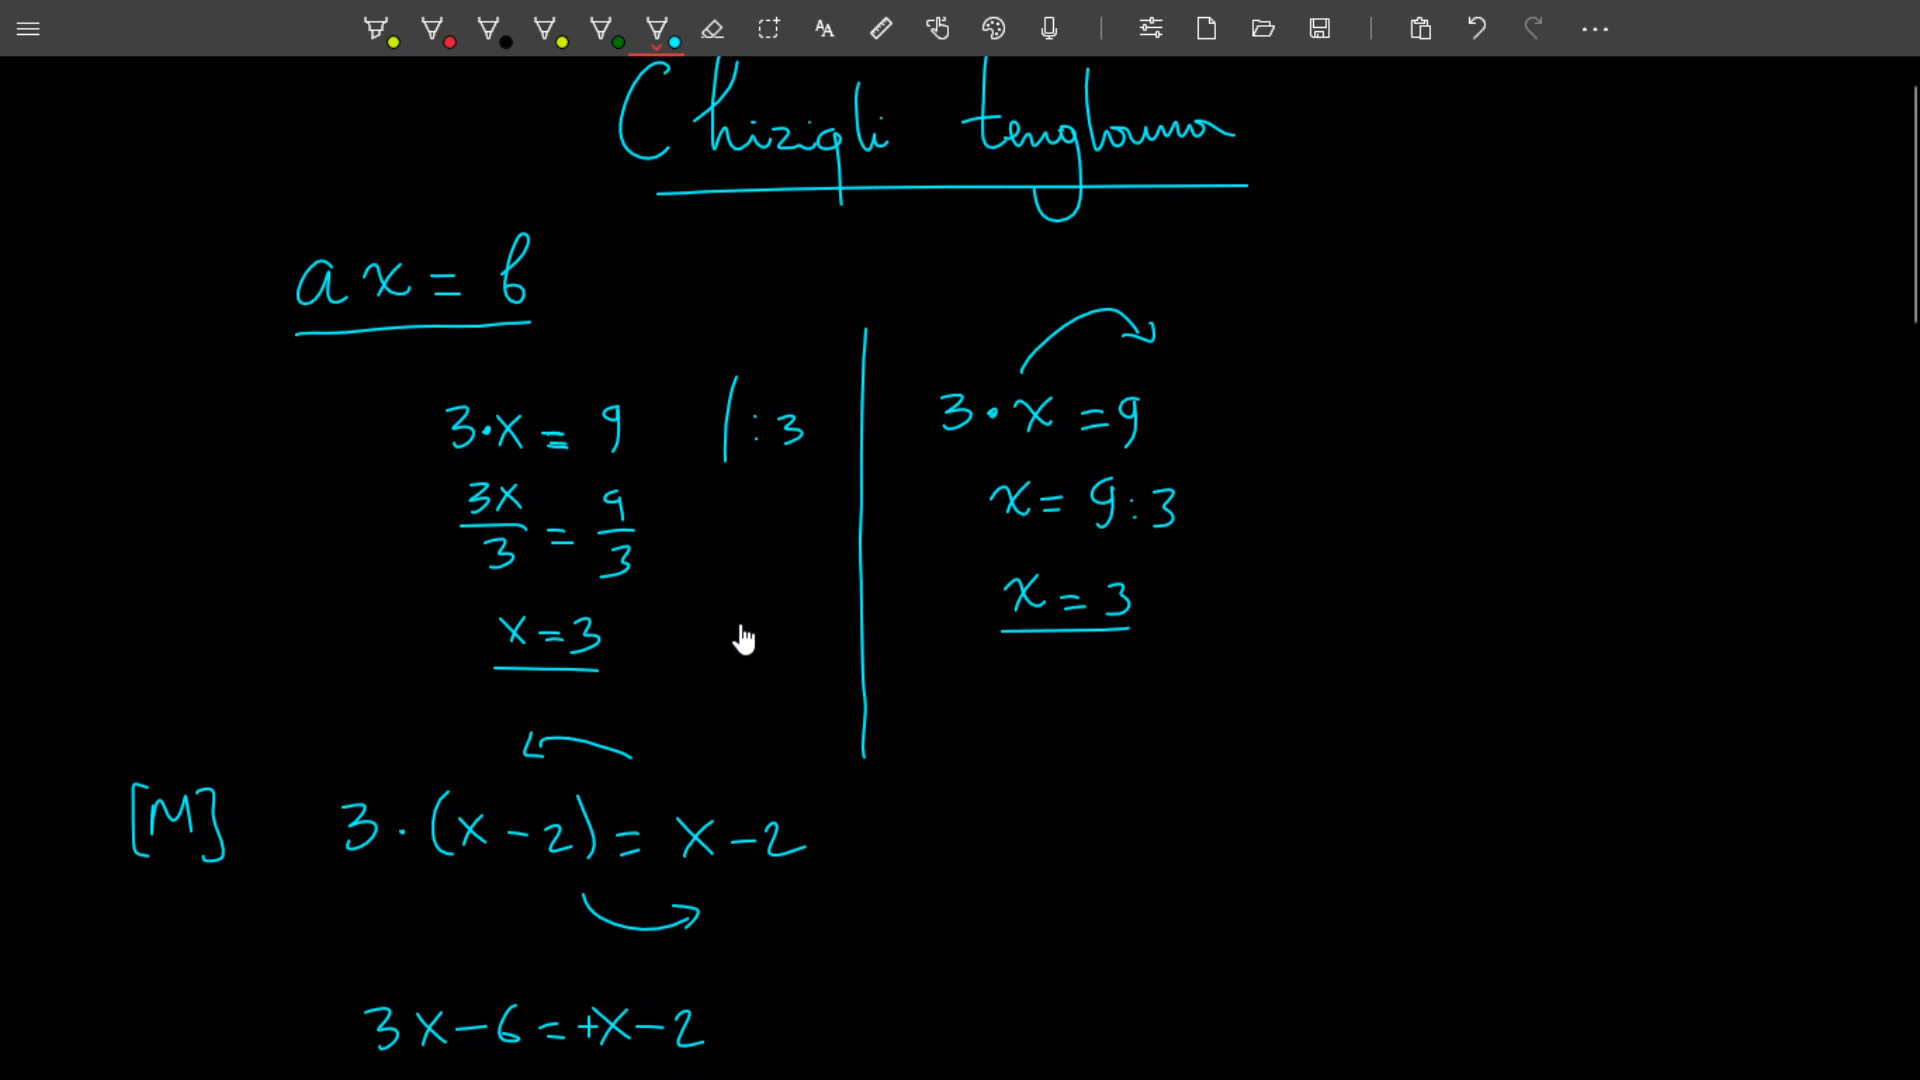 Chiziqli tenglama
ax = b
3·x = 9 | : 3
3x/3 = 9/3
x = 3
3·x = 9
x = 9 : 3
x = 3
[M] 3·(x-2) = x-2
3x-6 = +x-2